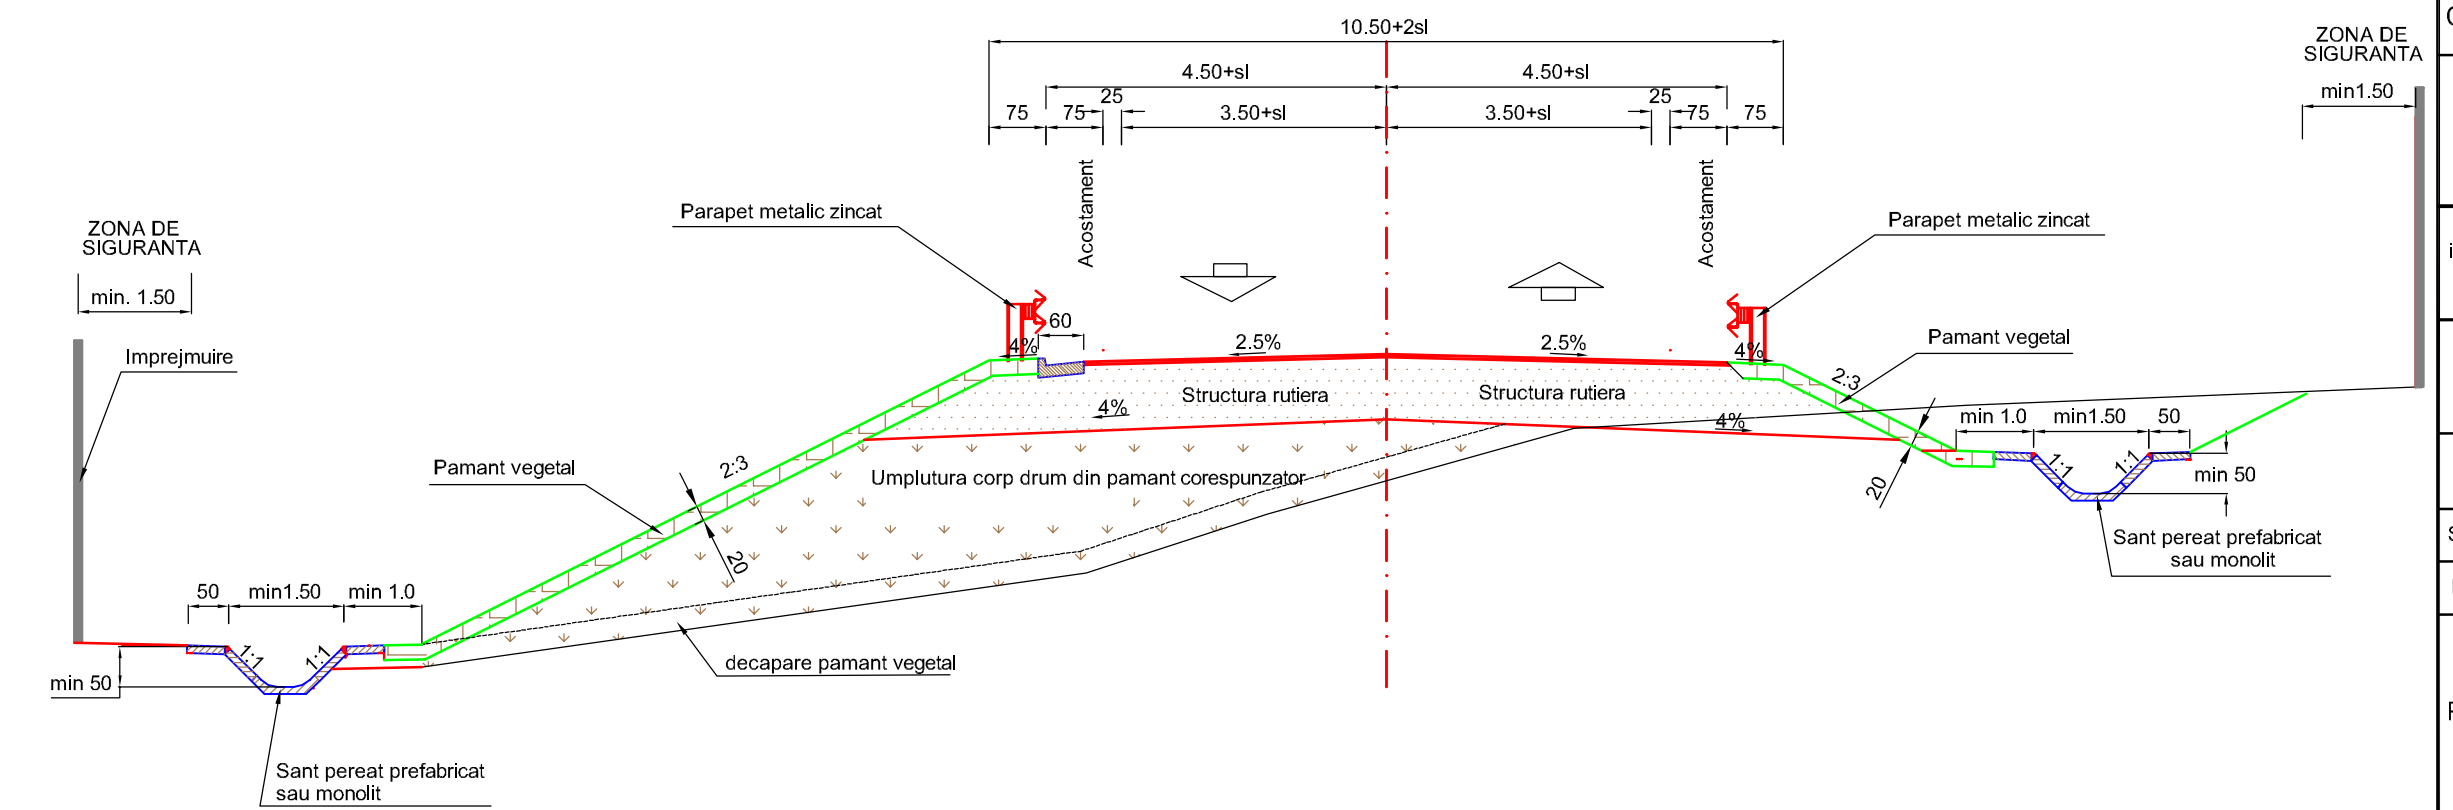 10.50+2sl
ZONA DE
SIGURANTA
4.50+sl
4.50+sl
min1.50
25
25
75
75
3.50+sl
3.50+sl
75
75
Acostament
Acostament
Parapet metalic zincat
Parapet metalic zincat
ZONA DE
SIGURANTA
min. 1.50
60
Imprejmuire
4%
2.5%
2.5%
4%
Pamant vegetal
2:3
Structura rutiera
Structura rutiera
4%
4%
min 1.0
min1.50
50
Pamant vegetal
2:3
Umplutura corp drum din pamant corespunzator
1:1
1:1
min 50
20
20
Sant pereat prefabricat
sau monolit
50
min1.50
min 1.0
1:1
1:1
min 50
decapare pamant vegetal
Sant pereat prefabricat
sau monolit